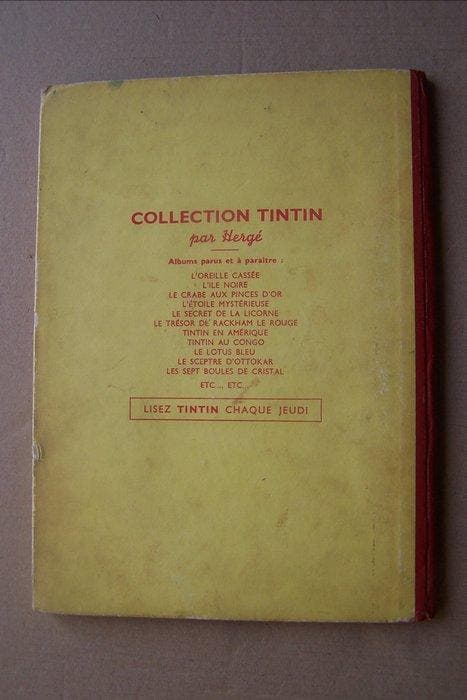 COLLECTION TINTIN
par Hergé
Albums parus et à paraître :
L'OREILLE CASSÉE
L'ILE NOIRE
LE CRABE AUX PINCES D'OR
L'ÉTOILE MYSTÉRIEUSE
LE SECRET DE LA LICORNE
LE TRÉSOR DE RACKHAM LE ROUGE
TINTIN EN AMÉRIQUE
TINTIN AU CONGO
LE LOTUS BLEU
LE SCEPTRE D'OTTOKAR
LES SEPT BOULES DE CRISTAL
ETC... ETC...
LISEZ TINTIN CHAQUE JEUDI